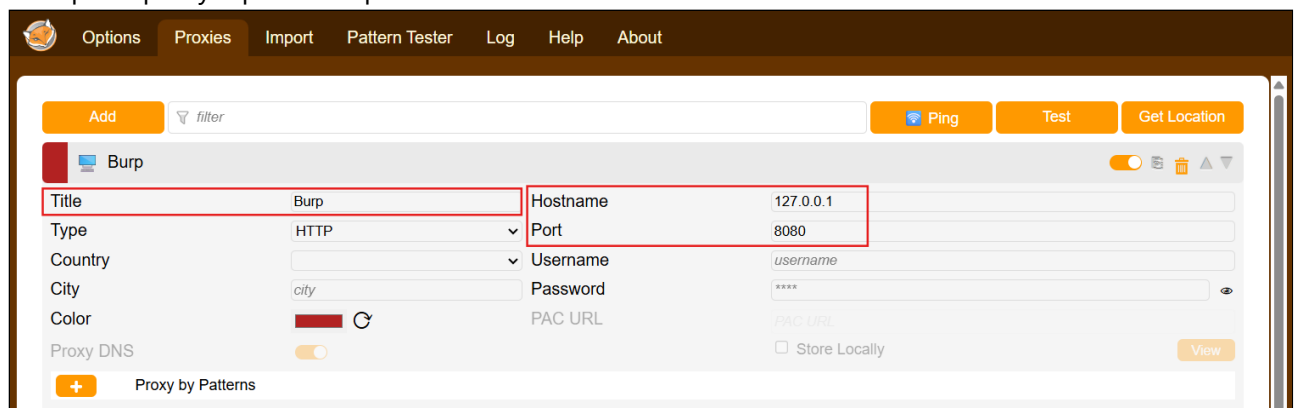 Options Proxies Import Pattern Tester Log Help About
Add filter Ping Test Get Location
Burp
Title Burp Hostname 127.0.0.1
Type HTTP Port 8080
Country Username username
City city Password ****
Color PAC URL PAC URL
Proxy DNS Store Locally View
+ Proxy by Patterns